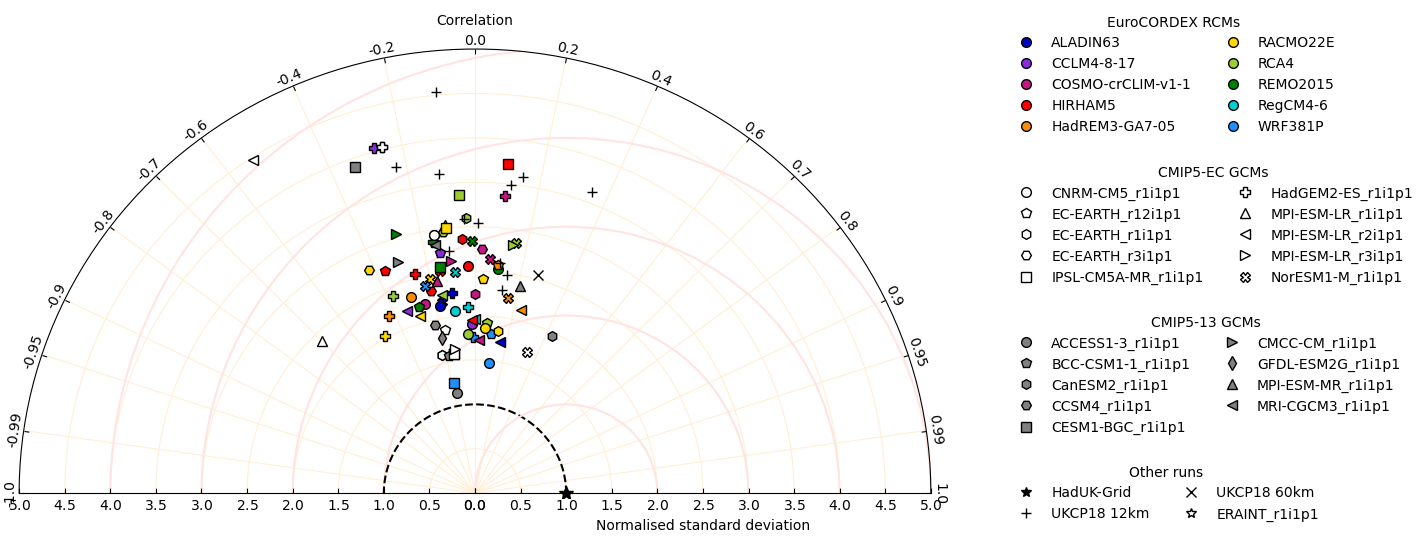 Correlation
0.0
-0.2
0.2
-0.4
0.4
-0.6
0.6
-0.7
0.7
-0.8
0.8
-0.9
0.9
-0.95
0.95
-0.99
0.99
-1.0
1.0
5.0 4.5 4.0 3.5 3.0 2.5 2.0 1.5 1.0 0.5 0.0 0.5 1.0 1.5 2.0 2.5 3.0 3.5 4.0 4.5 5.0
Normalised standard deviation
EuroCORDEX RCMs
ALADIN63 RACMO22E
CCLM4-8-17 RCA4
COSMO-crCLIM-v1-1 REMO2015
HIRHAM5 RegCM4-6
HadREM3-GA7-05 WRF381P
CMIP5-EC GCMs
CNRM-CM5_r1i1p1 HadGEM2-ES_r1i1p1
EC-EARTH_r12i1p1 MPI-ESM-LR_r1i1p1
EC-EARTH_r1i1p1 MPI-ESM-LR_r2i1p1
EC-EARTH_r3i1p1 MPI-ESM-LR_r3i1p1
IPSL-CM5A-MR_r1i1p1 NorESM1-M_r1i1p1
CMIP5-13 GCMs
ACCESS1-3_r1i1p1 CMCC-CM_r1i1p1
BCC-CSM1-1_r1i1p1 GFDL-ESM2G_r1i1p1
CanESM2_r1i1p1 MPI-ESM-MR_r1i1p1
CCSM4_r1i1p1 MRI-CGCM3_r1i1p1
CESM1-BGC_r1i1p1
Other runs
HadUK-Grid UKCP18 60km
UKCP18 12km ERAINT_r1i1p1